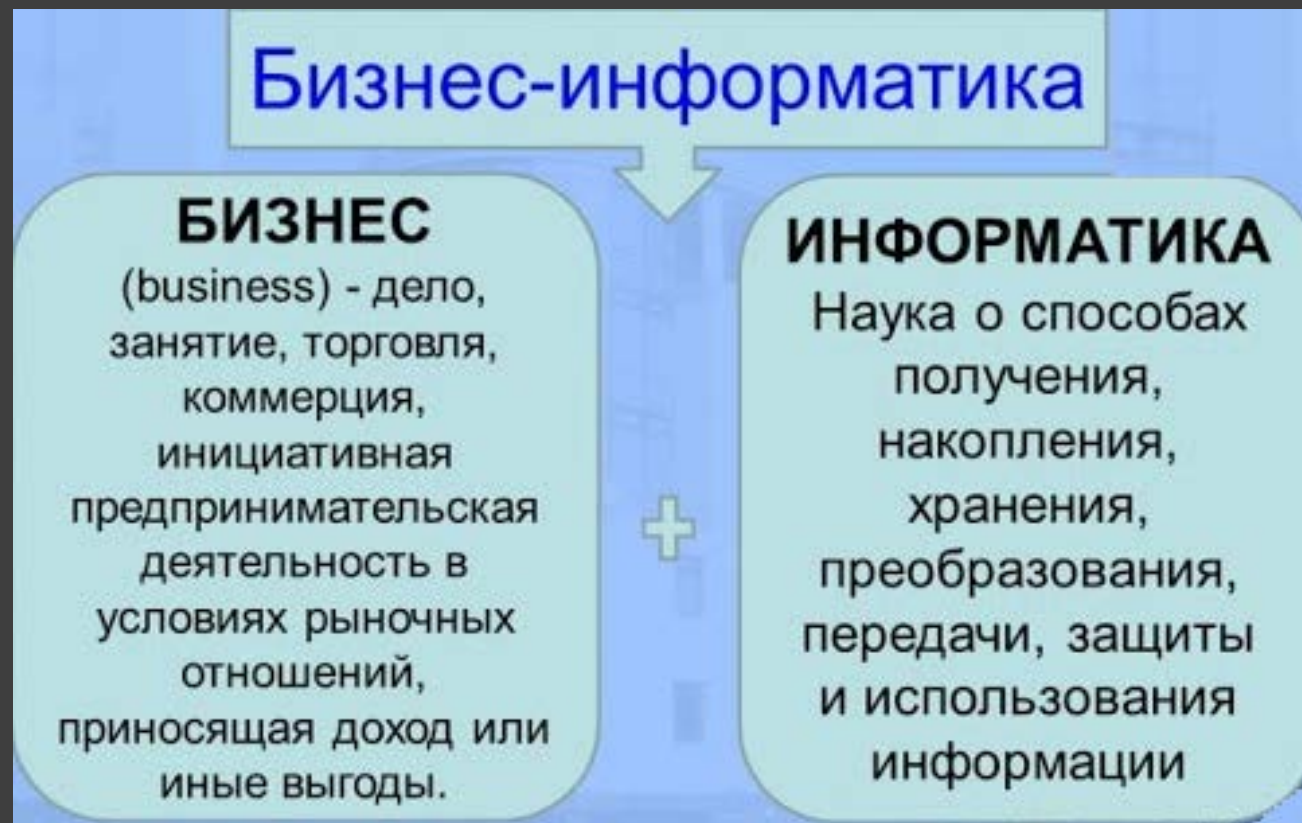 Бизнес-информатика
БИЗНЕС
(business) - дело,
занятие, торговля,
коммерция,
инициативная
предпринимательская
деятельность в
условиях рыночных
отношений,
приносящая доход или
иные выгоды.
+
ИНФОРМАТИКА
Наука о способах
получения,
накопления,
хранения,
преобразования,
передачи, защиты
и использования
информации